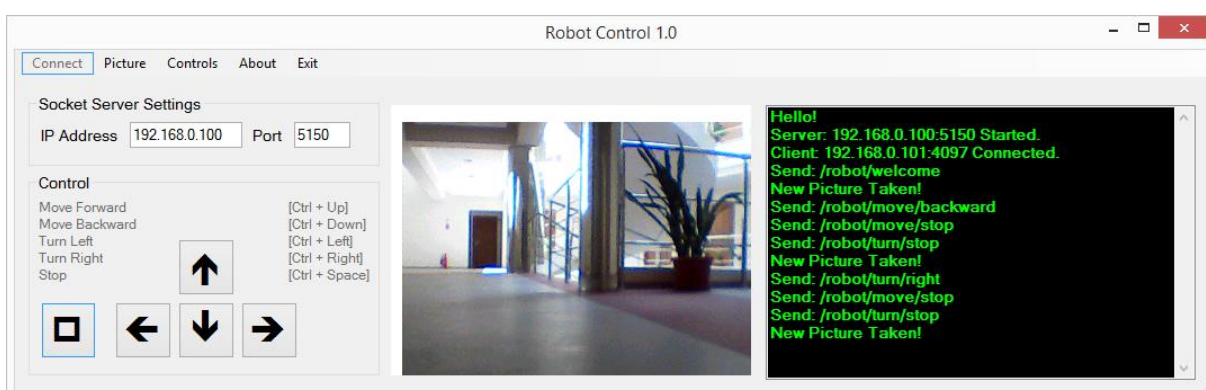 Robot Control 1.0
Connect Picture Controls About Exit
Socket Server Settings
IP Address 192.168.0.100 Port 5150
Control
Move Forward [Ctrl + Up]
Move Backward [Ctrl + Down]
Turn Left [Ctrl + Left]
Turn Right [Ctrl + Right]
Stop [Ctrl + Space]
Hello!
Server: 192.168.0.100:5150 Started.
Client: 192.168.0.101:4097 Connected.
Send: /robot/welcome
New Picture Taken!
Send: /robot/move/backward
Send: /robot/move/stop
Send: /robot/turn/stop
New Picture Taken!
Send: /robot/turn/right
Send: /robot/move/stop
Send: /robot/turn/stop
New Picture Taken!